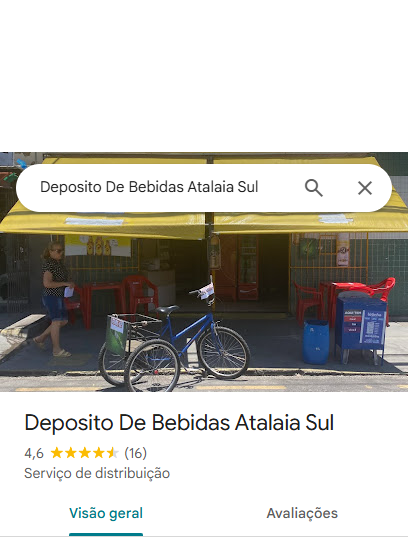 Deposito De Bebidas Atalaia Sul
Deposito De Bebidas Atalaia Sul
4,6 (16)
Serviço de distribuição
Visão geral
Avaliações